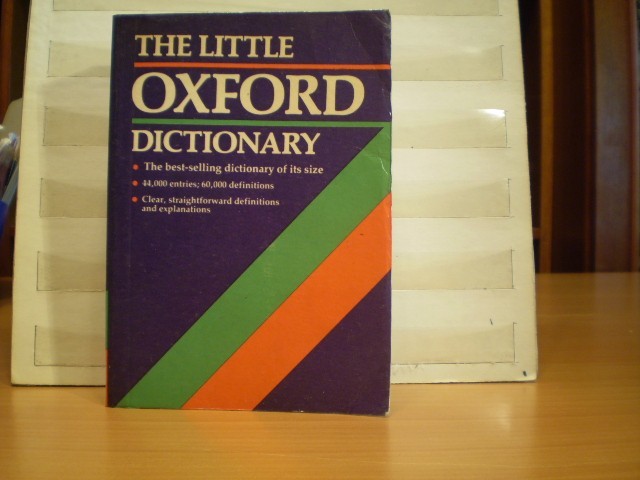 THE LITTLE
OXFORD
DICTIONARY
• The best-selling dictionary of its size
• 44,000 entries; 60,000 definitions
• Clear, straightforward definitions
and explanations